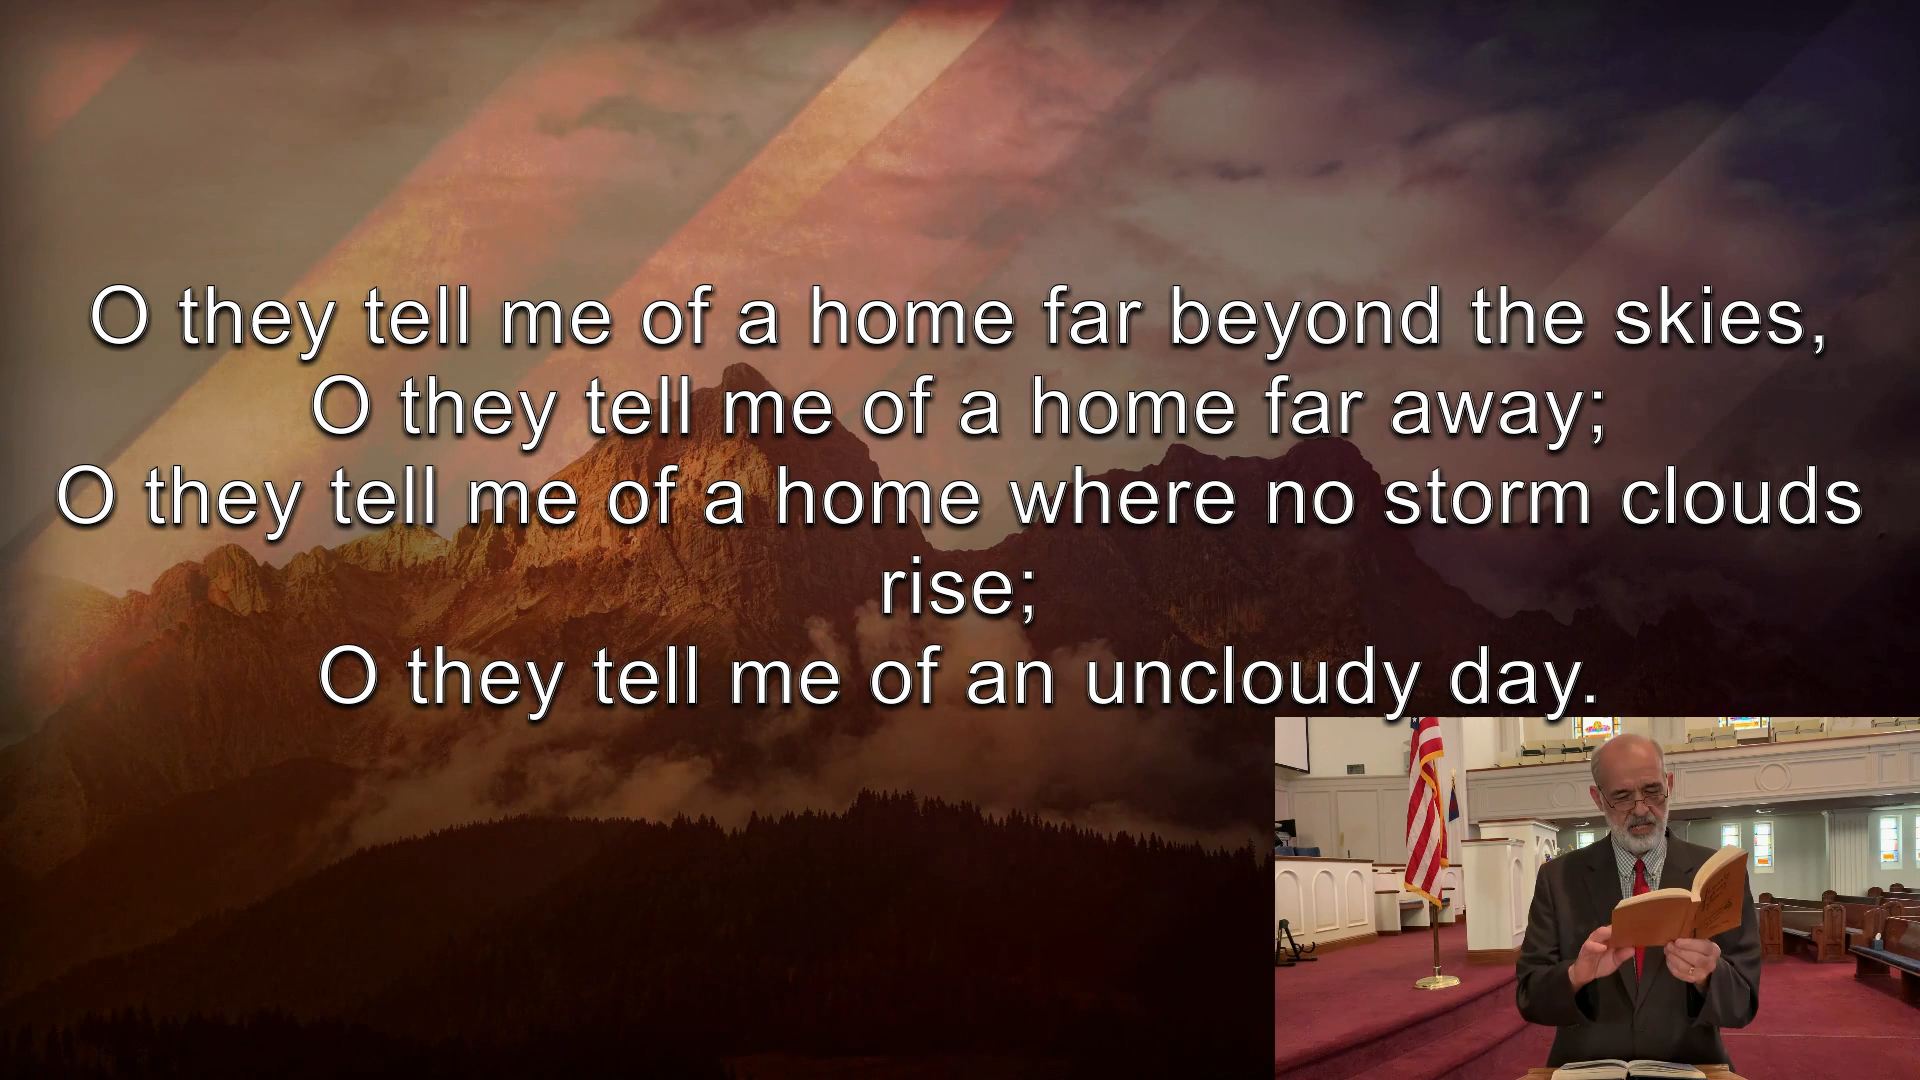 O they tell me of a home far beyond the skies,
O they tell me of a home far away;
O they tell me of a home where no storm clouds
rise;
O they tell me of an uncloudy day.